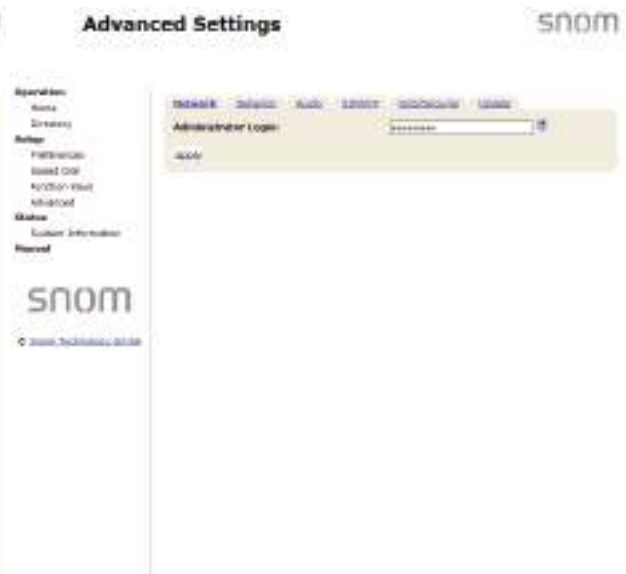 Advanced Settings
snom
Operation
Home
Directory
Setup
Preferences
Speed Dial
Function Keys
Advanced
Status
System Information
Manual
snom
Network Behavior Audio Update
Administrator Login:
Apply